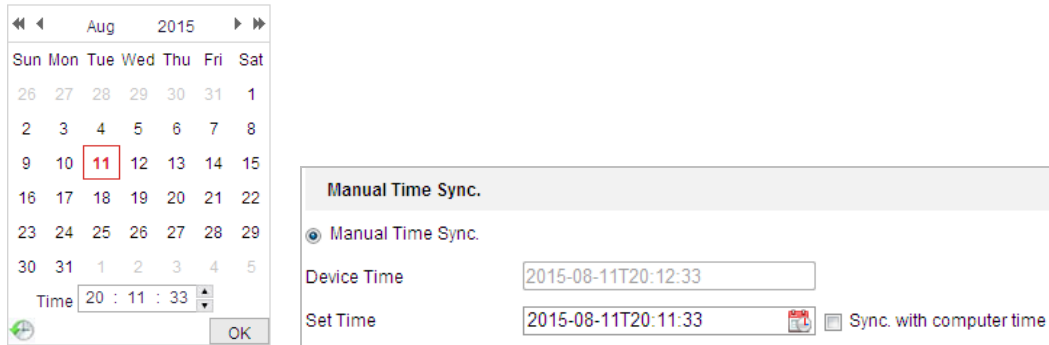 Aug 2015
Sun Mon Tue Wed Thu Fri Sat
26 27 28 29 30 31 1
2 3 4 5 6 7 8
9 10 11 12 13 14 15
16 17 18 19 20 21 22
23 24 25 26 27 28 29
30 31 1 2 3 4 5
Time 20 : 11 : 33
OK
Manual Time Sync.
Manual Time Sync.
Device Time 2015-08-11T20:12:33
Set Time 2015-08-11T20:11:33 Sync. with computer time